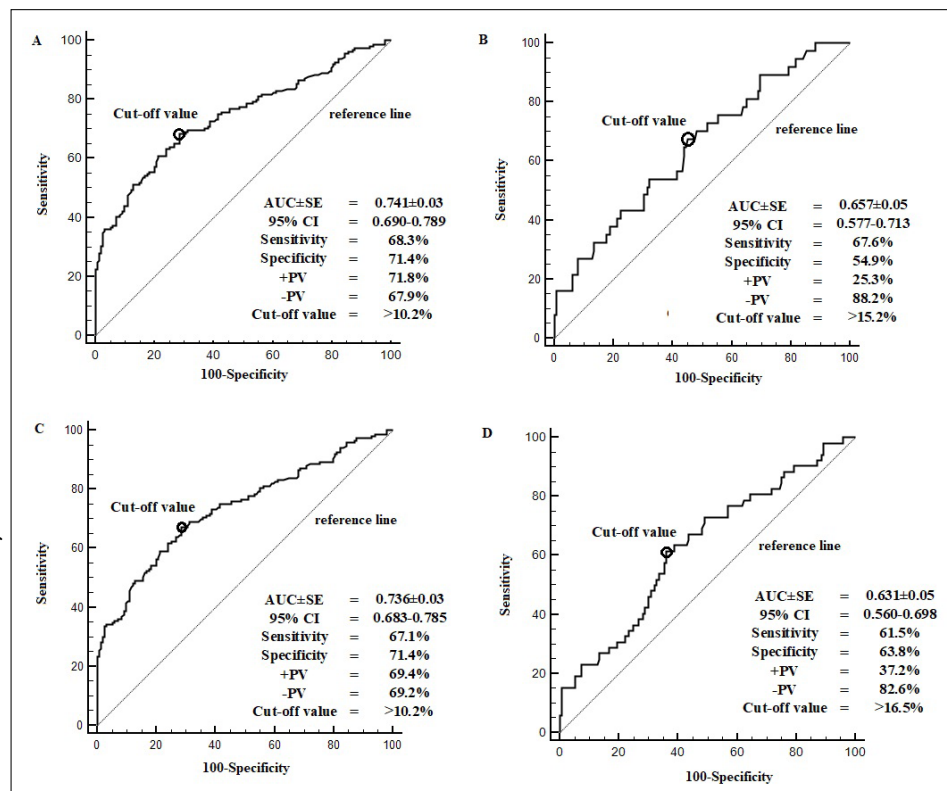 A
100
80
60
40
20
0
Sensitivity
Cut-off value
reference line
AUC±SE = 0.741±0.03
95% CI = 0.690-0.789
Sensitivity = 68.3%
Specificity = 71.4%
+PV = 71.8%
-PV = 67.9%
Cut-off value = >10.2%
0 20 40 60 80 100
100-Specificity
B
100
80
60
40
20
0
Sensitivity
Cut-off value
reference line
AUC±SE = 0.657±0.05
95% CI = 0.577-0.713
Sensitivity = 67.6%
Specificity = 54.9%
+PV = 25.3%
-PV = 88.2%
Cut-off value = >15.2%
0 20 40 60 80 100
100-Specificity
C
100
80
60
40
20
0
Sensitivity
Cut-off value
reference line
AUC±SE = 0.736±0.03
95% CI = 0.683-0.785
Sensitivity = 67.1%
Specificity = 71.4%
+PV = 69.4%
-PV = 69.2%
Cut-off value = >10.2%
0 20 40 60 80 100
100-Specificity
D
100
80
60
40
20
0
Sensitivity
Cut-off value
reference line
AUC±SE = 0.631±0.05
95% CI = 0.560-0.698
Sensitivity = 61.5%
Specificity = 63.8%
+PV = 37.2%
-PV = 82.6%
Cut-off value = >16.5%
0 20 40 60 80 100
100-Specificity